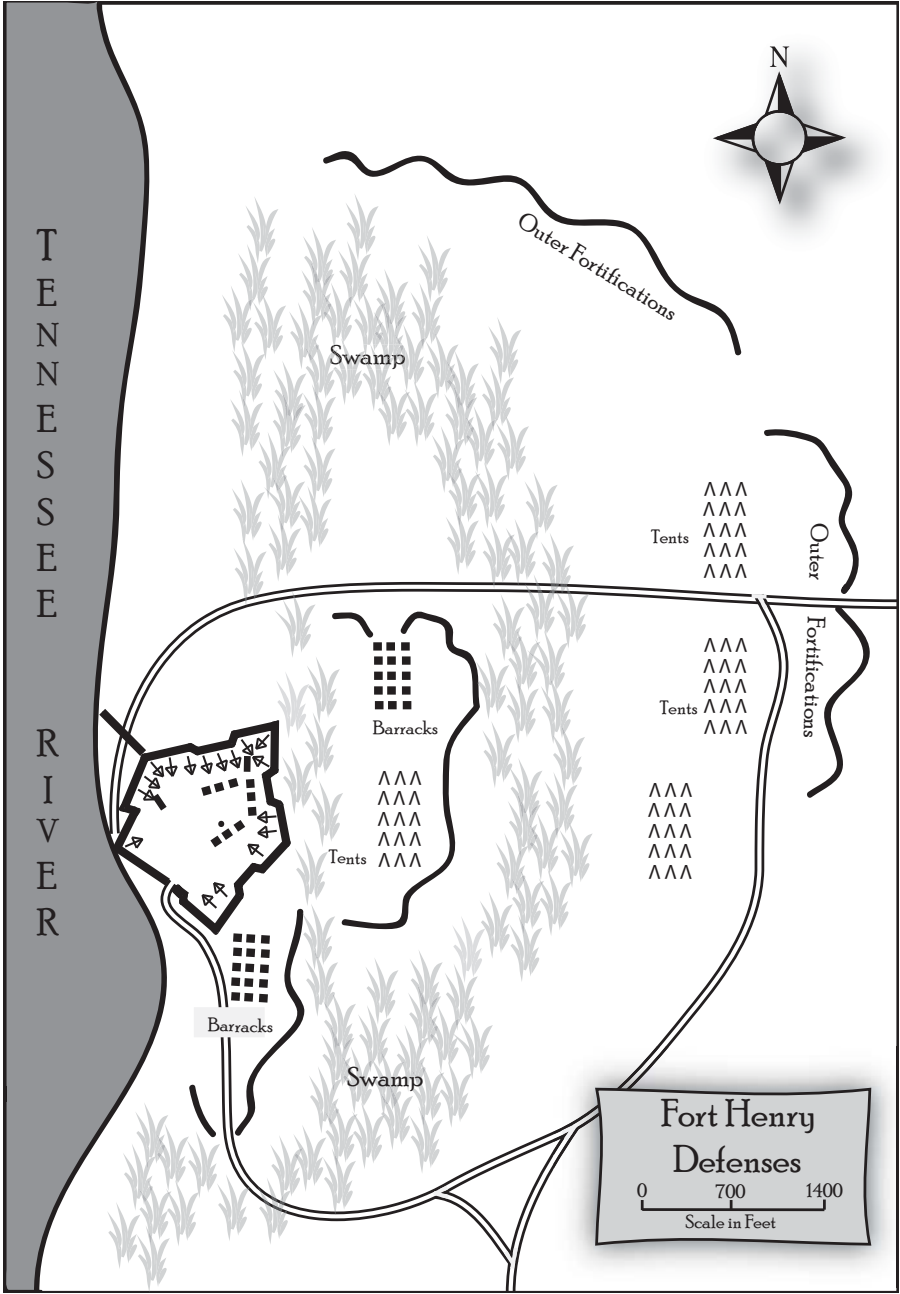 N
Outer Fortifications
Swamp
TENNESSEE
RIVER
Tents
Outer
Fortifications
Tents
Barracks
Tents
Barracks
Swamp
Fort Henry
Defenses
0 700 1400
Scale in Feet